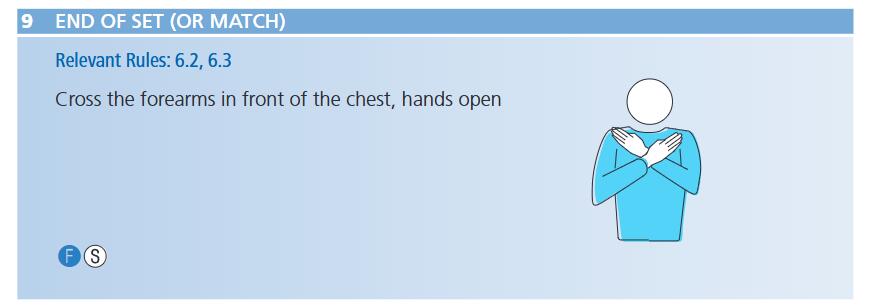 9 END OF SET (OR MATCH)
Relevant Rules: 6.2, 6.3
Cross the forearms in front of the chest, hands open
F S